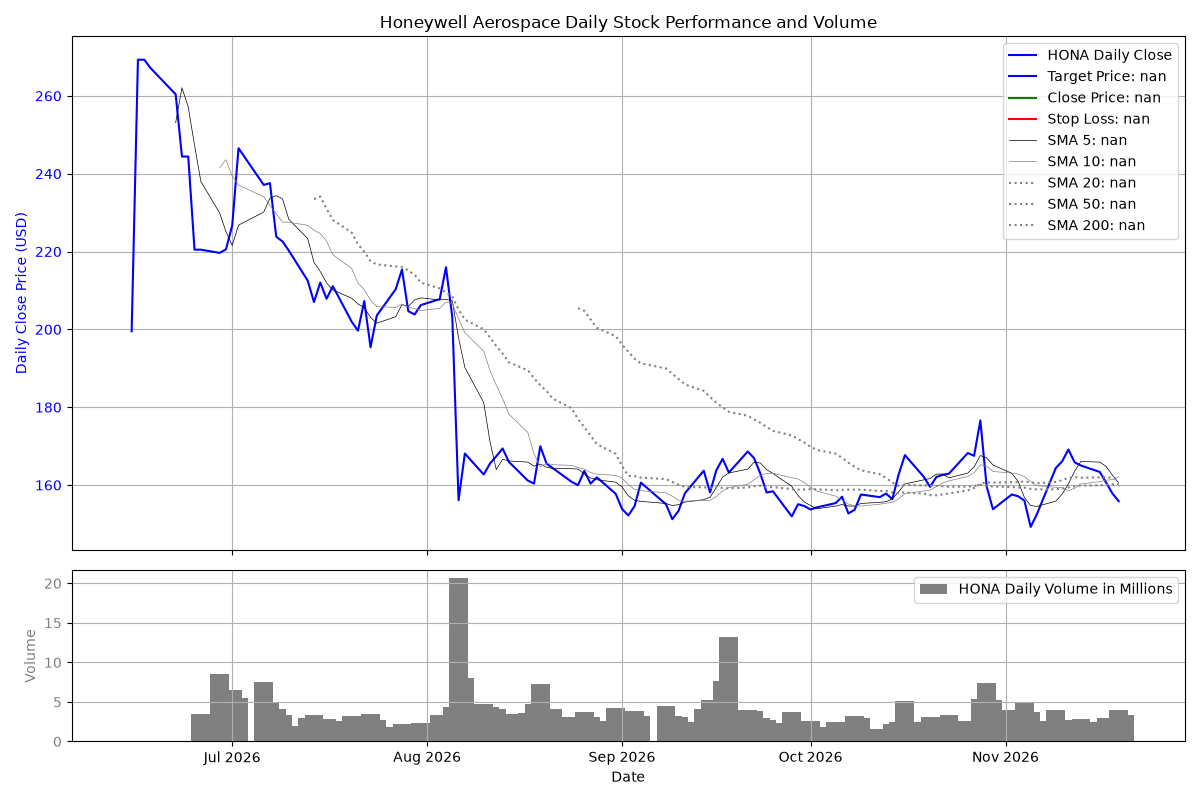 Honeywell Aerospace Daily Stock Performance and Volume
HONA Daily Close
Target Price: nan
Close Price: nan
Stop Loss: nan
SMA 5: nan
SMA 10: nan
SMA 20: nan
SMA 50: nan
SMA 200: nan
Daily Close Price (USD)
260
240
220
200
180
160
HONA Daily Volume in Millions
Volume
20
15
10
5
0
Jul 2026
Aug 2026
Sep 2026
Oct 2026
Nov 2026
Date